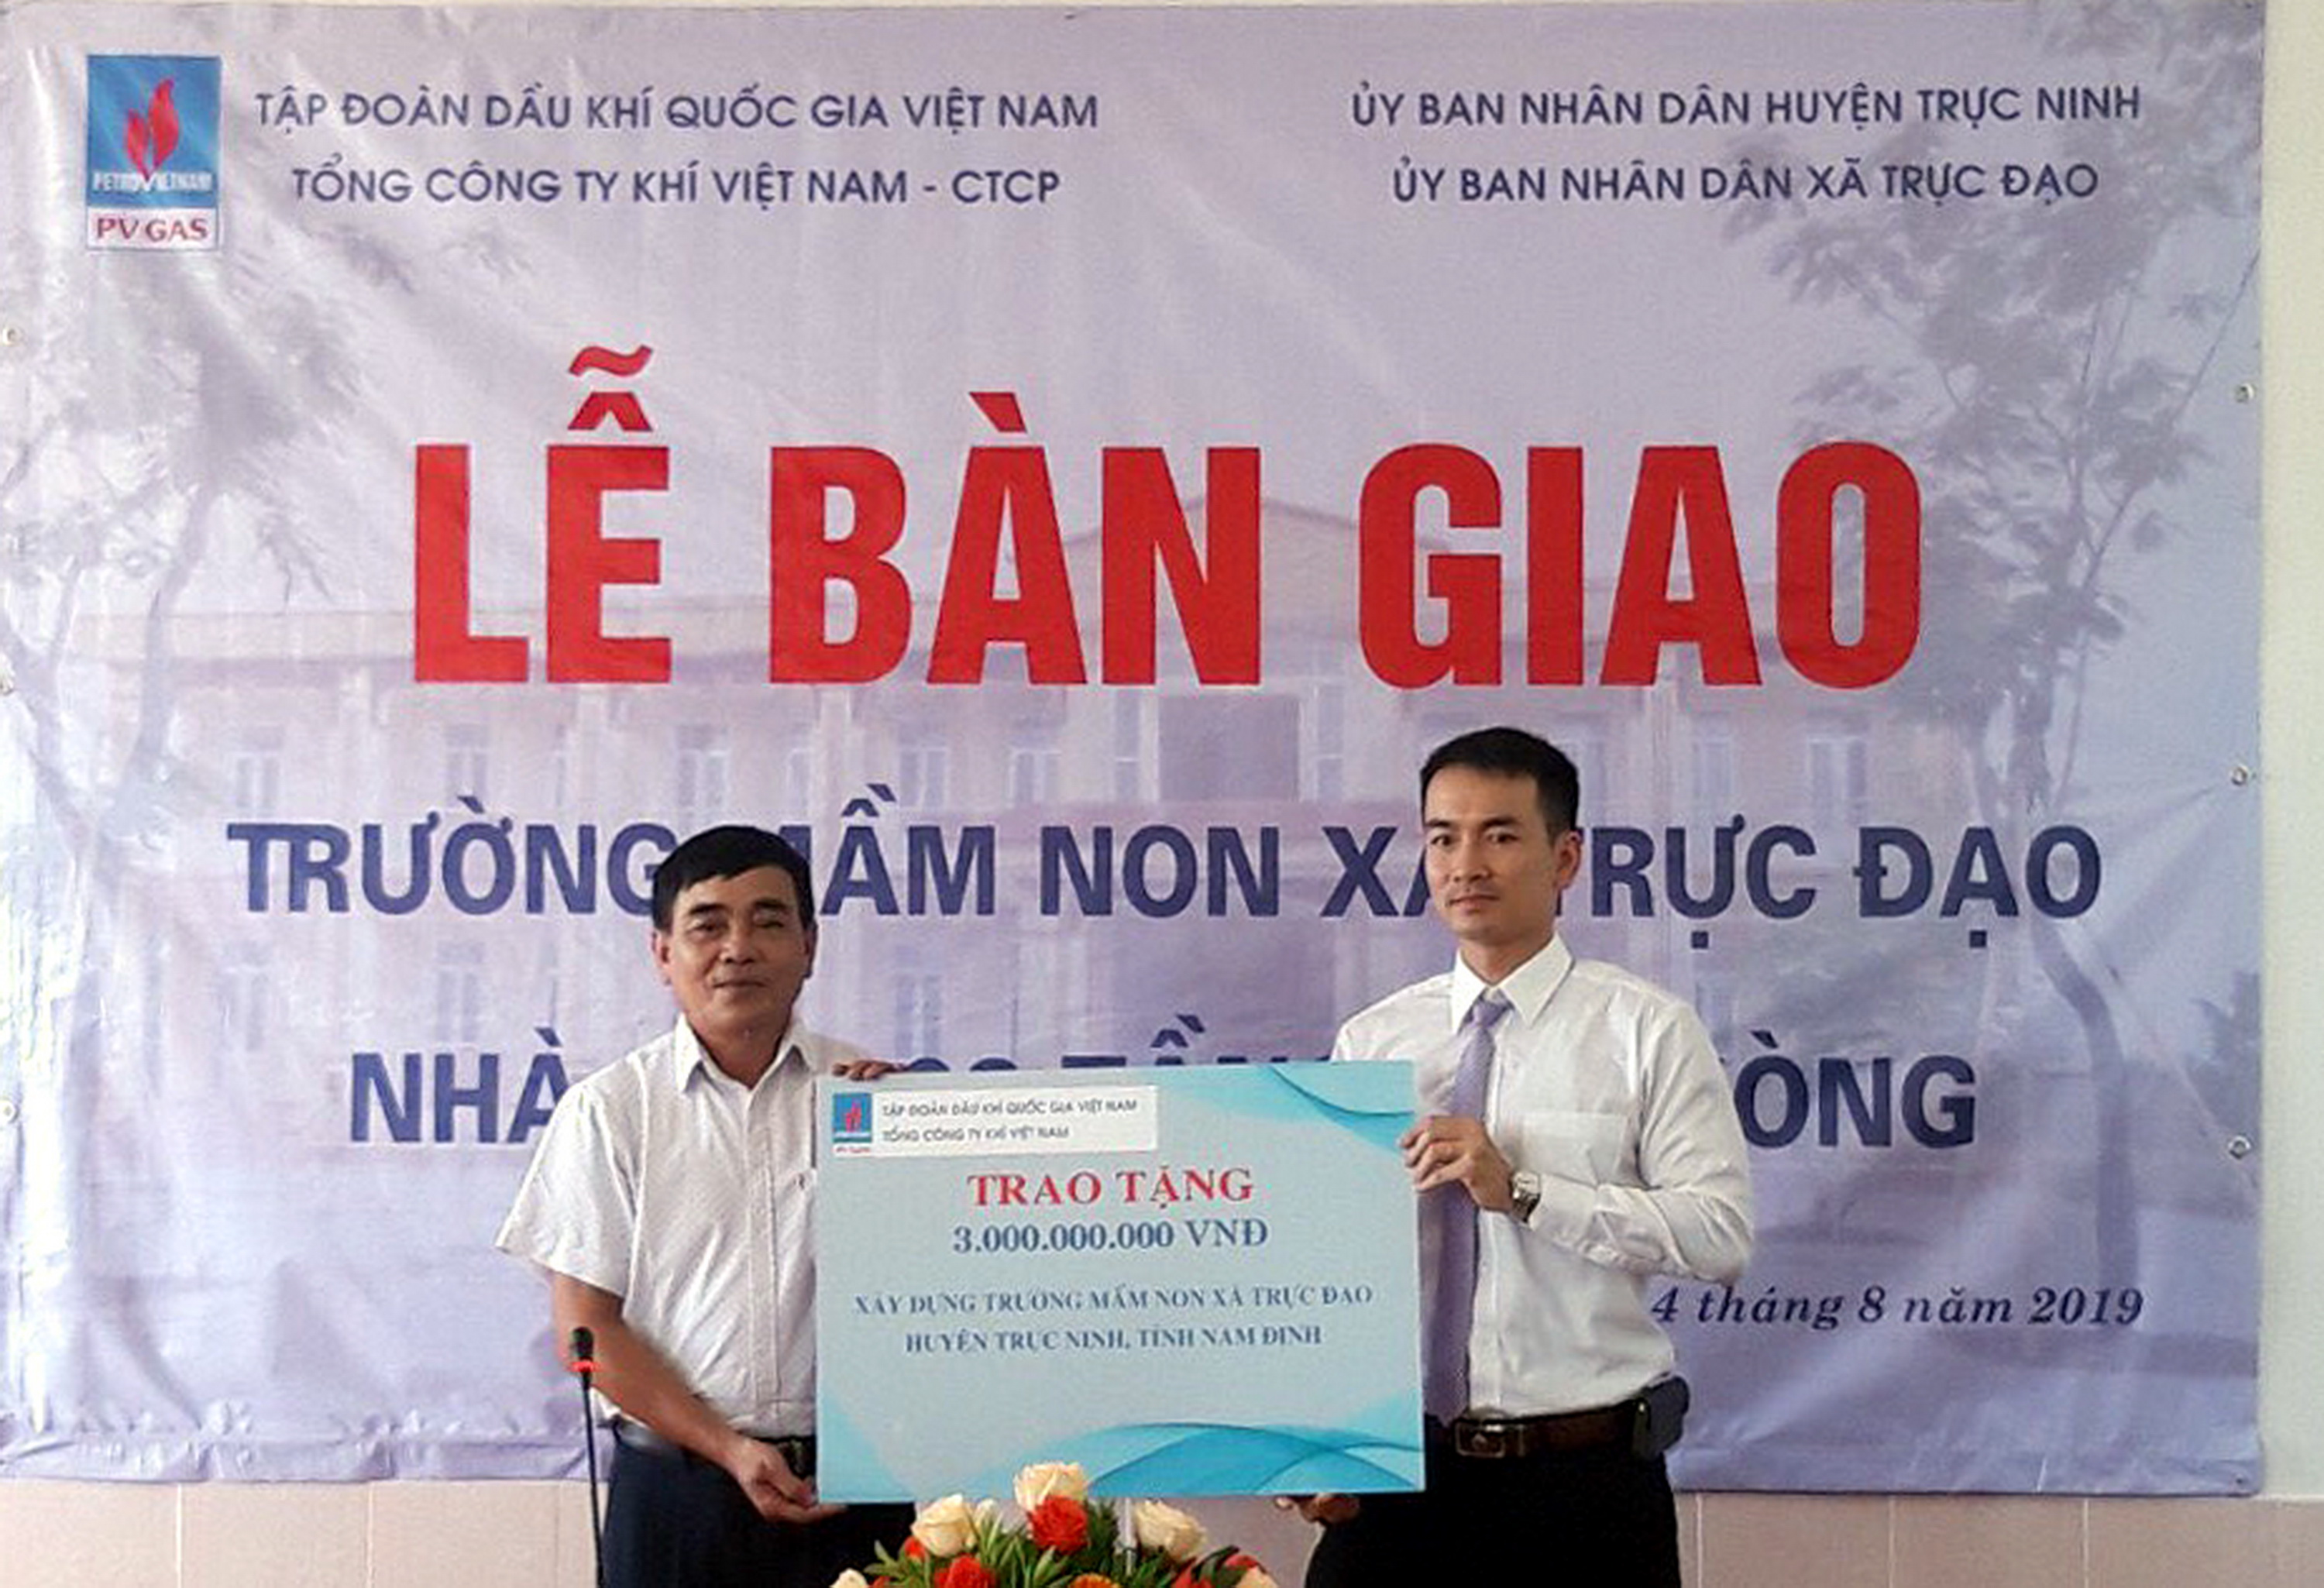 TẬP ĐOÀN DẦU KHÍ QUỐC GIA VIỆT NAM
TỔNG CÔNG TY KHÍ VIỆT NAM - CTCP
PETROVIETNAM
PV GAS
ỦY BAN NHÂN DÂN HUYỆN TRỰC NINH
ỦY BAN NHÂN DÂN XÃ TRỰC ĐẠO
LỄ BÀN GIAO
TRƯỜNG MẦM NON XÃ TRỰC ĐẠO
NHÀ
4 tháng 8 năm 2019
TẬP ĐOÀN DẦU KHÍ QUỐC GIA VIỆT NAM
TỔNG CÔNG TY KHÍ VIỆT NAM
PV GAS
TRAO TẶNG
3.000.000.000 VNĐ
XÂY DỰNG TRƯỜNG MẦM NON XÃ TRỰC ĐẠO
HUYỆN TRỰC NINH, TỈNH NAM ĐỊNH